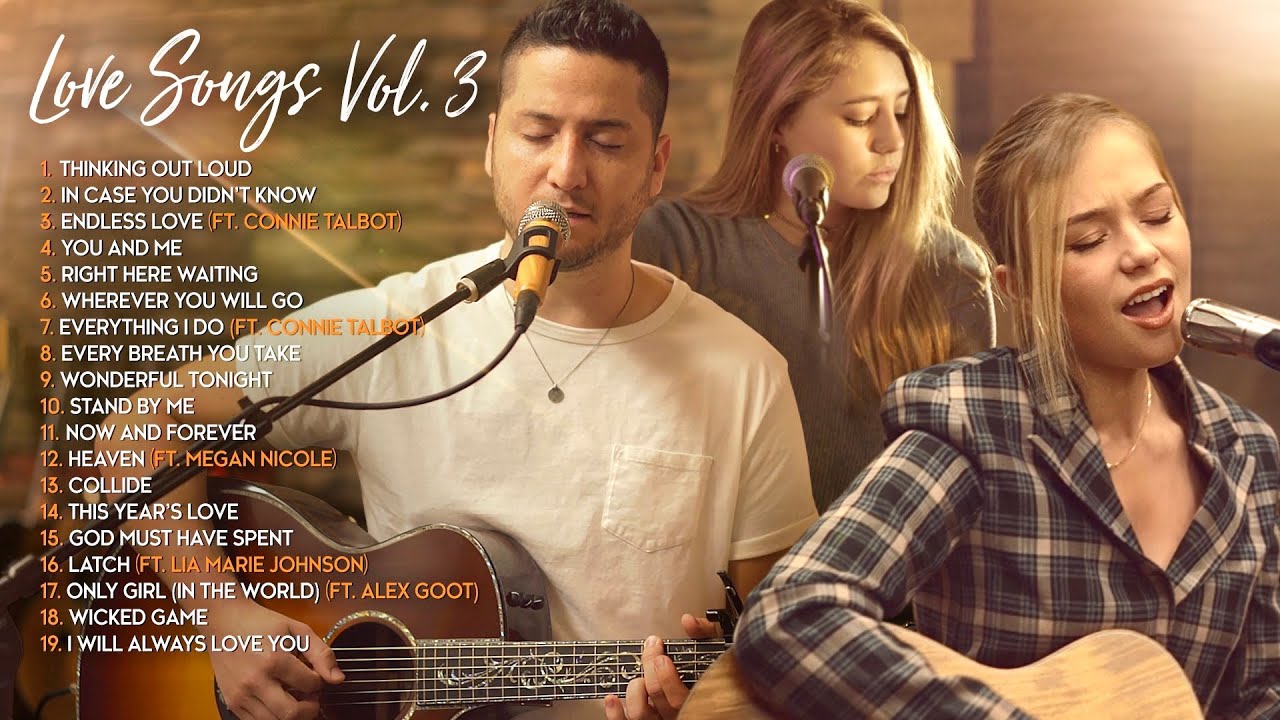 Love Songs Vol. 3
1. THINKING OUT LOUD
2. IN CASE YOU DIDN'T KNOW
3. ENDLESS LOVE (FT. CONNIE TALBOT)
4. YOU AND ME
5. RIGHT HERE WAITING
6. WHEREVER YOU WILL GO
7. EVERYTHING I DO (FT. CONNIE TALBOT)
8. EVERY BREATH YOU TAKE
9. WONDERFUL TONIGHT
10. STAND BY ME
11. NOW AND FOREVER
12. HEAVEN (FT. MEGAN NICOLE)
13. COLLIDE
14. THIS YEAR'S LOVE
15. GOD MUST HAVE SPENT
16. LATCH (FT. LIA MARIE JOHNSON)
17. ONLY GIRL (IN THE WORLD) (FT. ALEX GOOT)
18. WICKED GAME
19. I WILL ALWAYS LOVE YOU